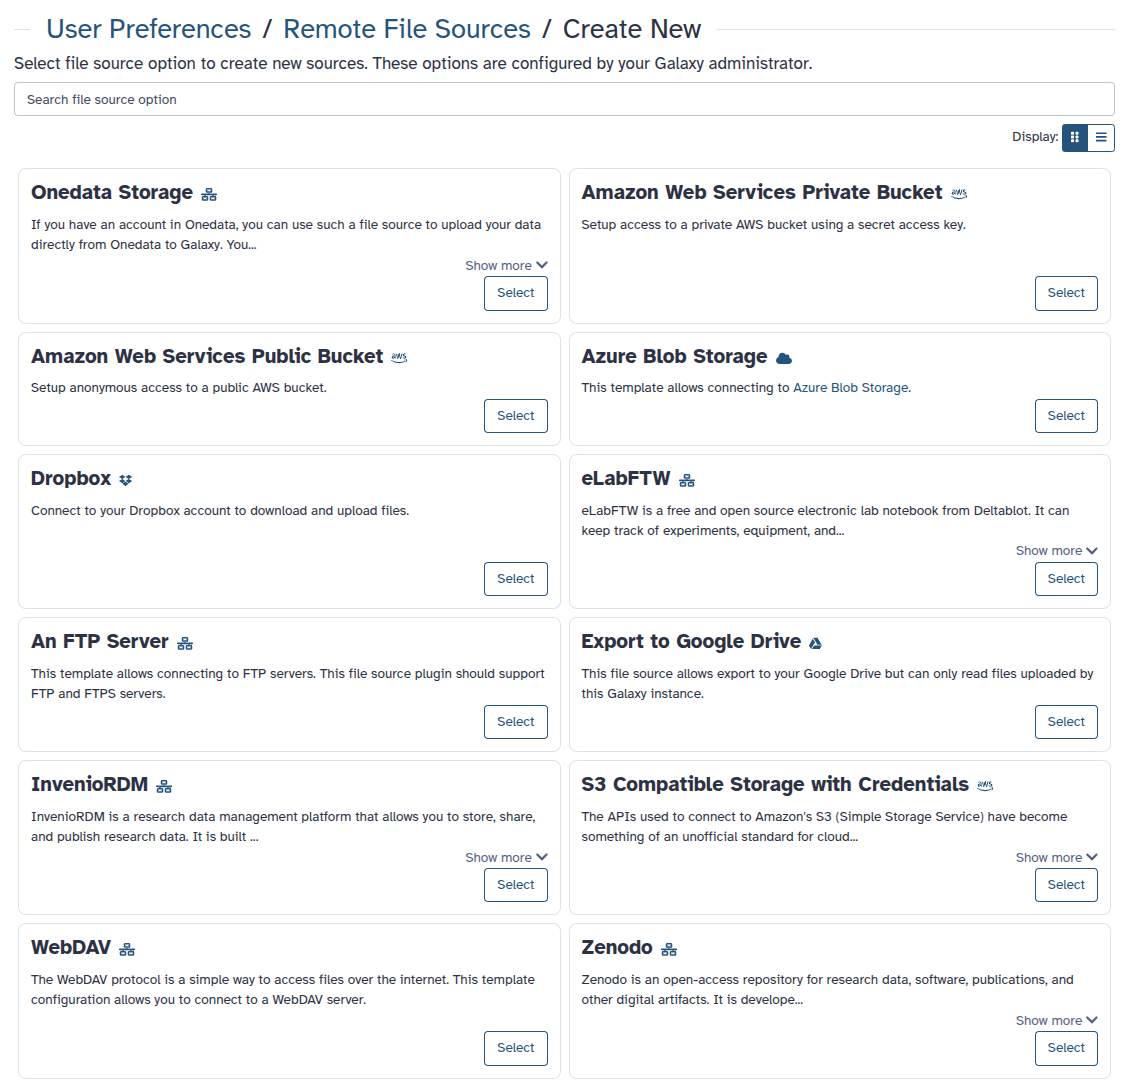 User Preferences / Remote File Sources / Create New
Select file source option to create new sources. These options are configured by your Galaxy administrator.
Search file source option
Display:
Onedata Storage
If you have an account in Onedata, you can use such a file source to upload your data
directly from Onedata to Galaxy. You...
Show more
Select
Amazon Web Services Private Bucket aws
Setup access to a private AWS bucket using a secret access key.
Select
Amazon Web Services Public Bucket aws
Setup anonymous access to a public AWS bucket.
Select
Azure Blob Storage
This template allows connecting to Azure Blob Storage.
Select
Dropbox
Connect to your Dropbox account to download and upload files.
Select
eLabFTW
eLabFTW is a free and open source electronic lab notebook from Deltablot. It can
keep track of experiments, equipment, and...
Show more
Select
An FTP Server
This template allows connecting to FTP servers. This file source plugin should support
FTP and FTPS servers.
Select
Export to Google Drive
This file source allows export to your Google Drive but can only read files uploaded by
this Galaxy instance.
Select
InvenioRDM
InvenioRDM is a research data management platform that allows you to store, share,
and publish research data. It is built ...
Show more
Select
S3 Compatible Storage with Credentials aws
The APIs used to connect to Amazon's S3 (Simple Storage Service) have become
something of an unofficial standard for cloud...
Show more
Select
WebDAV
The WebDAV protocol is a simple way to access files over the internet. This template
configuration allows you to connect to a WebDAV server.
Select
Zenodo
Zenodo is an open-access repository for research data, software, publications, and
other digital artifacts. It is develope...
Show more
Select